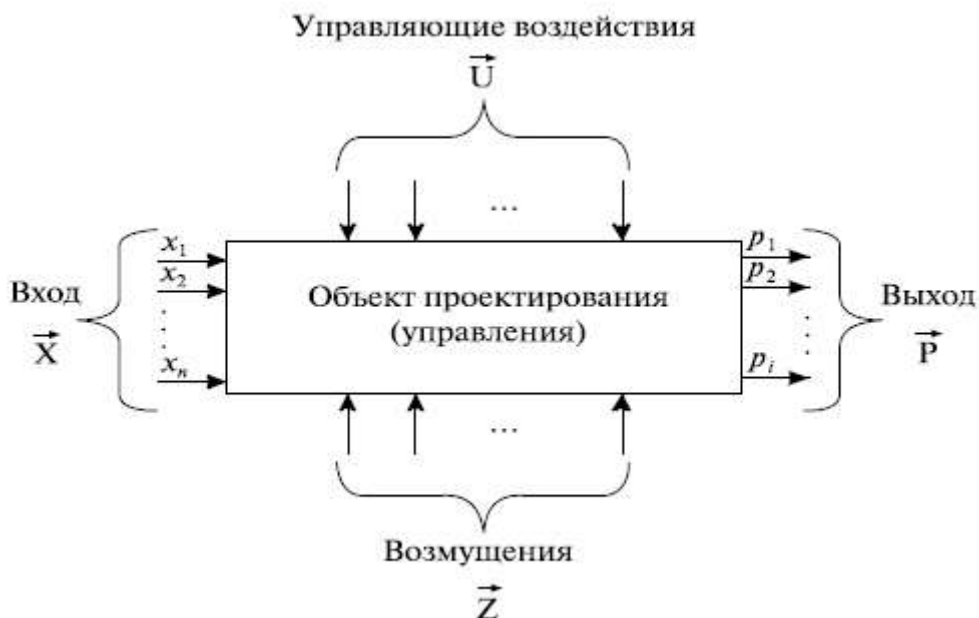 Управляющие воздействия
U
...
x₁
x₂
xₙ
Вход
X
Объект проектирования
(управления)
p₁
p₂
pᵢ
Выход
P
...
Возмущения
Z